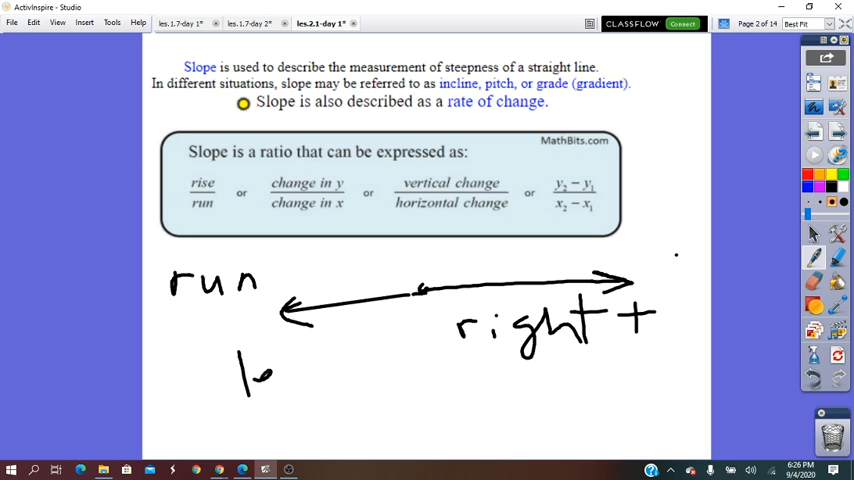 ActivInspire - Studio
File Edit View Insert Tools Help
les.1.7-day 1* les.1.7-day 2* les.2.1-day 1*
CLASSFLOW Connect
Page 2 of 14 Best Fit
Slope is used to describe the measurement of steepness of a straight line.
In different situations, slope may be referred to as incline, pitch, or grade (gradient).
Slope is also described as a rate of change.
MathBits.com
Slope is a ratio that can be expressed as:
rise change in y vertical change y₂ − y₁
or or or
run change in x horizontal change x₂ − x₁
run
right +
le
6:26 PM
9/4/2020